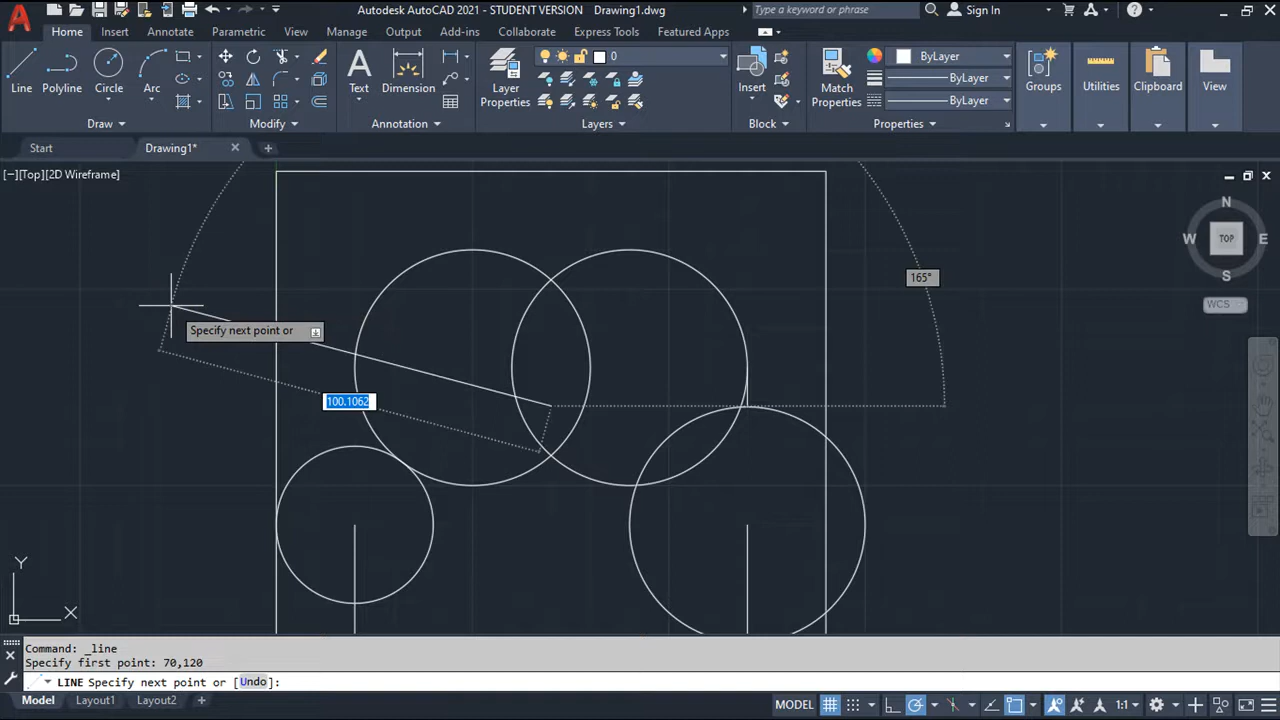 Autodesk AutoCAD 2021 - STUDENT VERSION Drawing1.dwg
Type a keyword or phrase
Sign In
Home Insert Annotate Parametric View Manage Output Add-ins Collaborate Express Tools Featured Apps
Line Polyline Circle Arc
Text Dimension
Layer Properties
0
Insert
Match Properties
ByLayer
ByLayer
ByLayer
Groups Utilities Clipboard View
Draw Modify Annotation Layers Block Properties
Start Drawing1*
[−][Top][2D Wireframe]
N
W TOP E
S
WCS
165°
Specify next point or
100.1062
Y
X
Command: _line
Specify first point: 70,120
LINE Specify next point or [Undo]:
Model Layout1 Layout2 +
MODEL 1:1